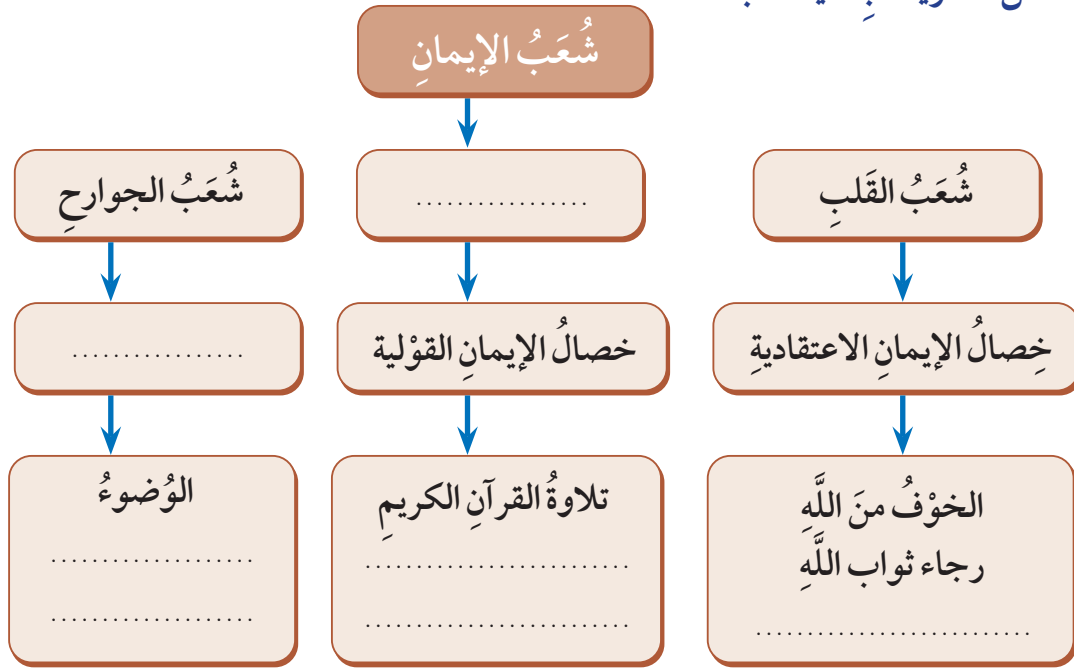 شُعَبُ الإيمانِ
شُعَبُ القَلبِ
.................
شُعَبُ الجوارحِ
خِصالُ الإيمانِ الاعتقاديةِ
خصالُ الإيمانِ القوْلية
.................
الخوْفُ منَ اللَّهِ
رجاء ثواب اللَّهِ
...........................
تلاوةُ القرآنِ الكريمِ
..........................
..........................
الوُضوءُ
....................
....................